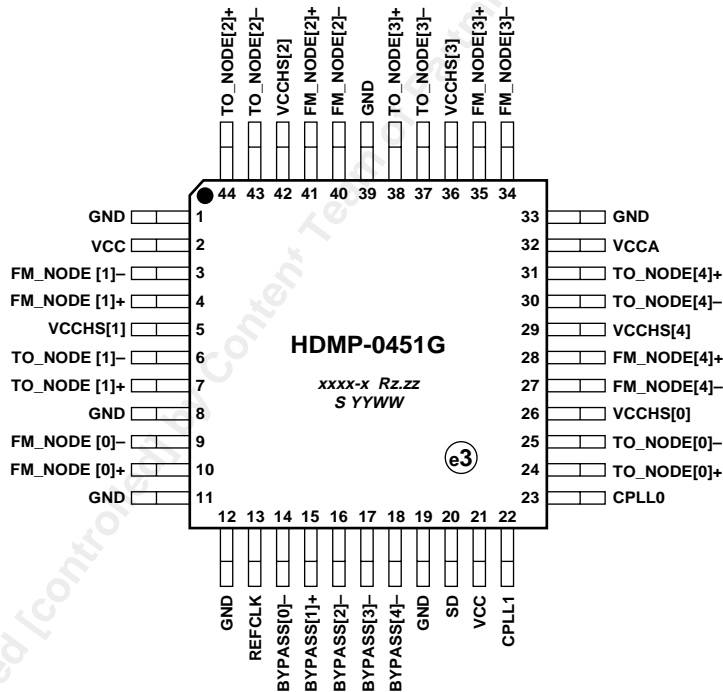 TO_NODE[2]+
TO_NODE[2]–
VCCHS[2]
FM_NODE[2]+
FM_NODE[2]–
GND
TO_NODE[3]+
TO_NODE[3]–
VCCHS[3]
FM_NODE[3]+
FM_NODE[3]–
44 43 42 41 40 39 38 37 36 35 34
GND 1
VCC 2
FM_NODE [1]– 3
FM_NODE [1]+ 4
VCCHS[1] 5
TO_NODE [1]– 6
TO_NODE [1]+ 7
GND 8
FM_NODE [0]– 9
FM_NODE [0]+ 10
GND 11
HDMP-0451G
xxxx-x Rz.zz
S YYWW
e3
33 GND
32 VCCA
31 TO_NODE[4]+
30 TO_NODE[4]–
29 VCCHS[4]
28 FM_NODE[4]+
27 FM_NODE[4]–
26 VCCHS[0]
25 TO_NODE[0]–
24 TO_NODE[0]+
23 CPLL0
12 13 14 15 16 17 18 19 20 21 22
GND
REFCLK
BYPASS[0]–
BYPASS[1]+
BYPASS[2]–
BYPASS[3]–
BYPASS[4]–
GND
SD
VCC
CPLL1
ed [controlled] by Content Team of